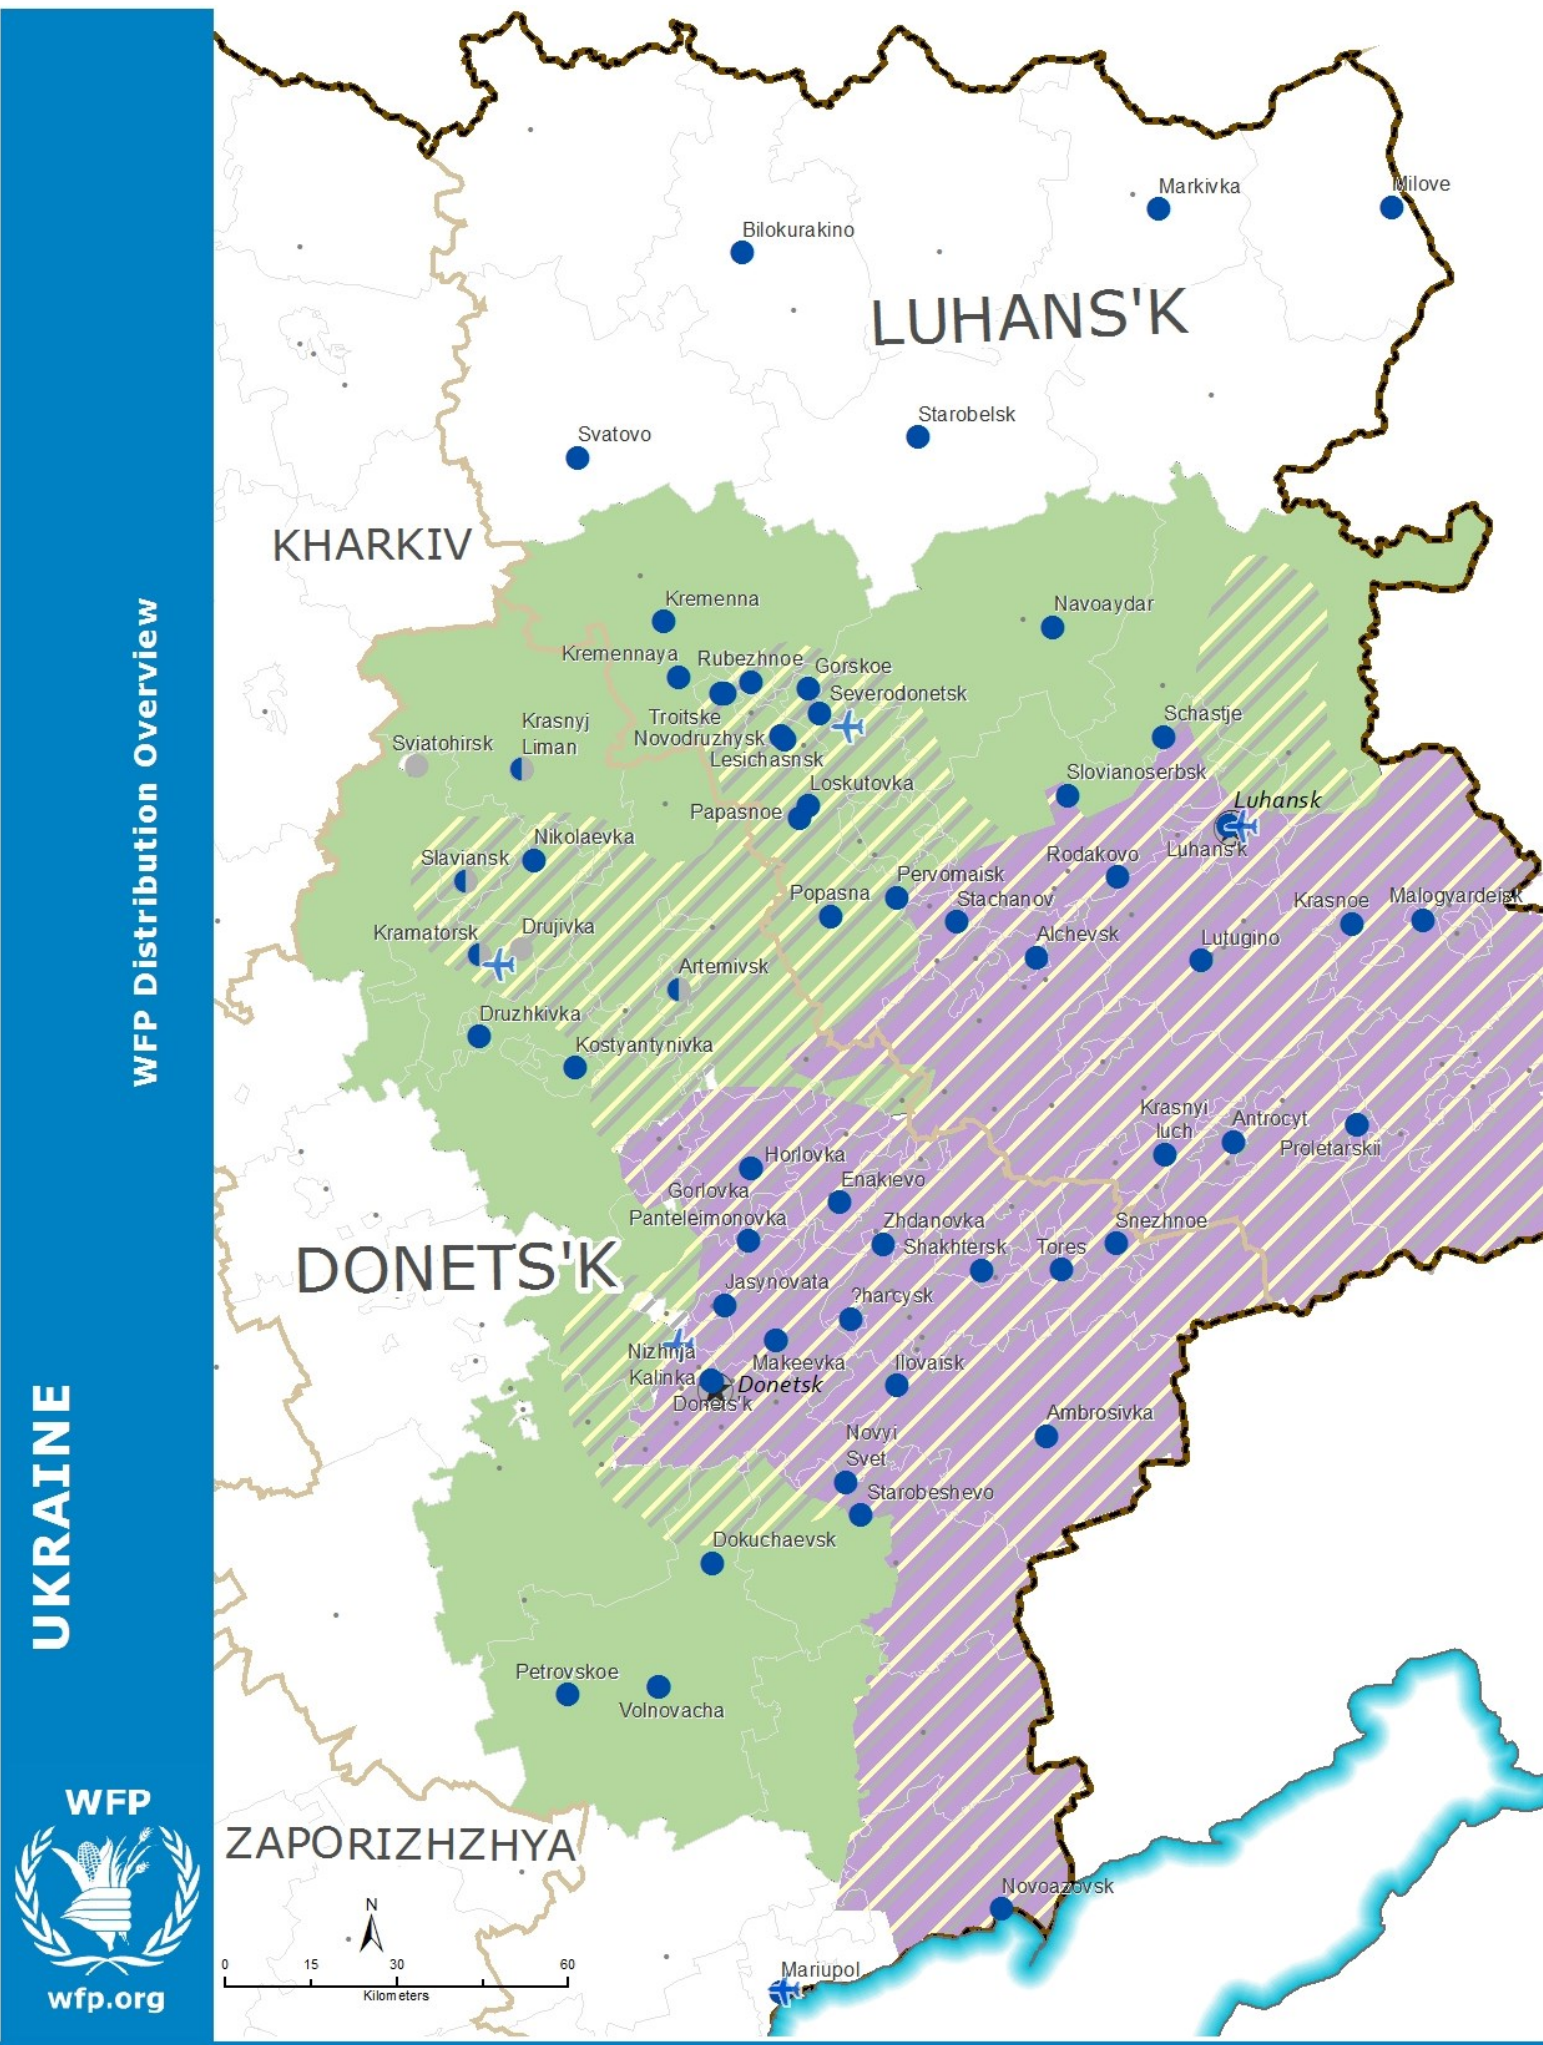 WFP Distribution Overview
UKRAINE
WFP
wfp.org
Milove
Markivka
Bilokurakino
LUHANS'K
Starobelsk
Svatovo
KHARKIV
Kremenna
Navoaydar
Kremennaya
Rubezhnoe
Gorskoe
Severodonetsk
Troitske
Novodruzhysk
Lesichasnsk
Krasnyj
Liman
Sviatohirsk
Schastje
Slovianoserbsk
Loskutovka
Papasnoe
Luhansk
Luhans'k
Nikolaevka
Slaviansk
Rodakovo
Popasna
Pervomaisk
Stachanov
Krasnoe
Malogvardeisk
Kramatorsk
Drujivka
Alchevsk
Lutugino
Artemivsk
Druzhkivka
Kostyantynivka
Krasnyi
luch
Antrocyt
Proletarskii
Horlovka
Gorlovka
Enakievo
Panteleimonovka
Zhdanovka
Snezhnoe
Shakhtersk
Tores
DONETS'K
Jasynovata
?harcysk
Nizhnja
Kalinka
Makeevka
Ilovaisk
Donetsk
Donets'k
Ambrosivka
Novyi
Svet
Starobeshevo
Dokuchaevsk
Petrovskoe
Volnovacha
ZAPORIZHZHYA
Novoazovsk
N
0 15 30 60
Kilometers
Mariupol